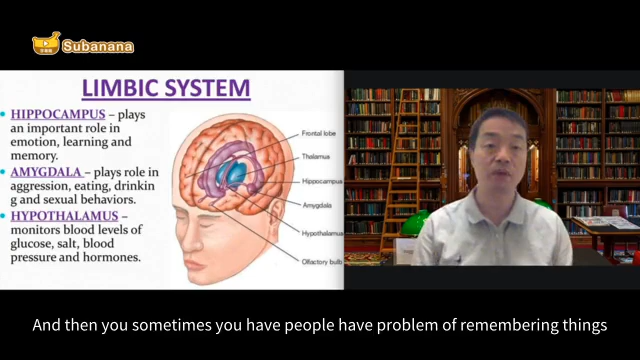 Subanana
LIMBIC SYSTEM
HIPPOCAMPUS – plays
an important role in
emotion, learning and
memory.
AMYGDALA – plays role in
aggression, eating, drinkin
g and sexual behaviors.
HYPOTHALAMUS –
monitors blood levels of
glucose, salt, blood
pressure and hormones.
Frontal lobe
Thalamus
Hippocampus
Amygdala
Hypothalamus
Olfactory bulb
And then you sometimes you have people have problem of remembering things